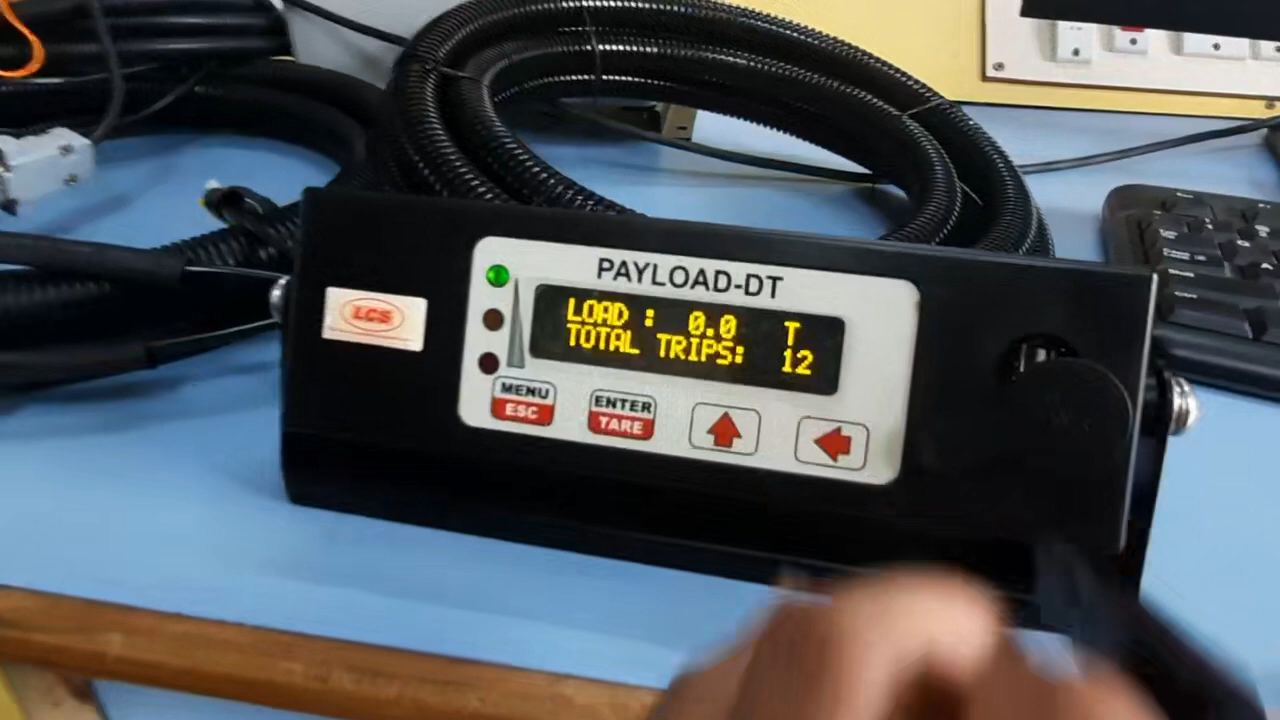 PAYLOAD-DT
LOAD : 0.0 T
TOTAL TRIPS: 12
LCS
MENU
ESC
ENTER
TARE